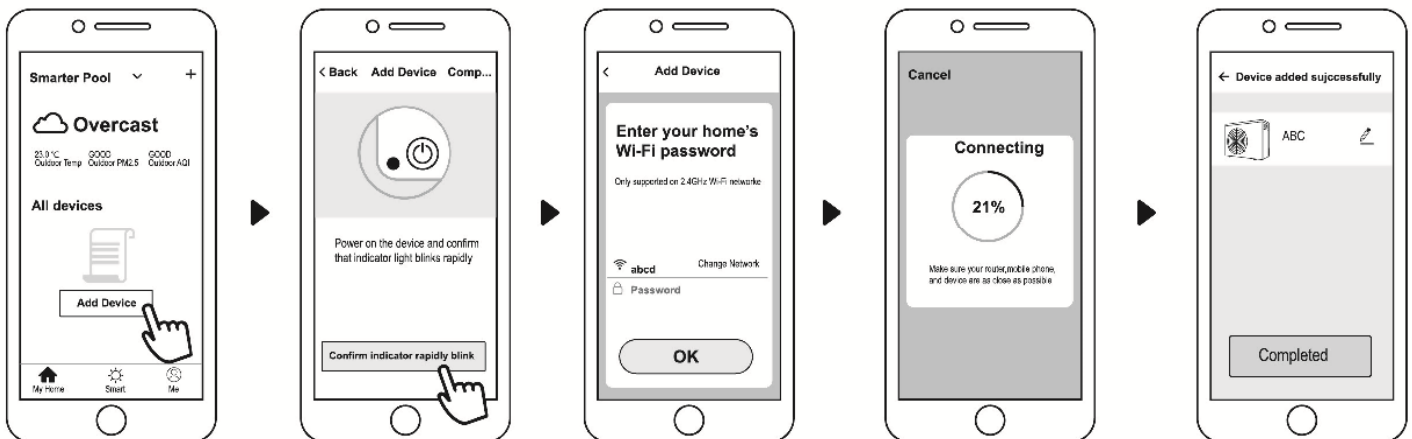 Smarter Pool
+
Overcast
23.0 °C GOOD GOOD
Outdoor Temp Outdoor PM2.5 Outdoor AQI
All devices
Add Device
My Home Smart Me
< Back Add Device Comp...
Power on the device and confirm
that indicator light blinks rapidly
Confirm indicator rapidly blink
< Add Device
Enter your home's
Wi-Fi password
Only supported on 2.4GHz Wi-Fi networke
abcd Change Network
Password
OK
Cancel
Connecting
21%
Make sure your router,mobile phone,
and device are as close as possible
← Device added sujccessfully
ABC
Completed